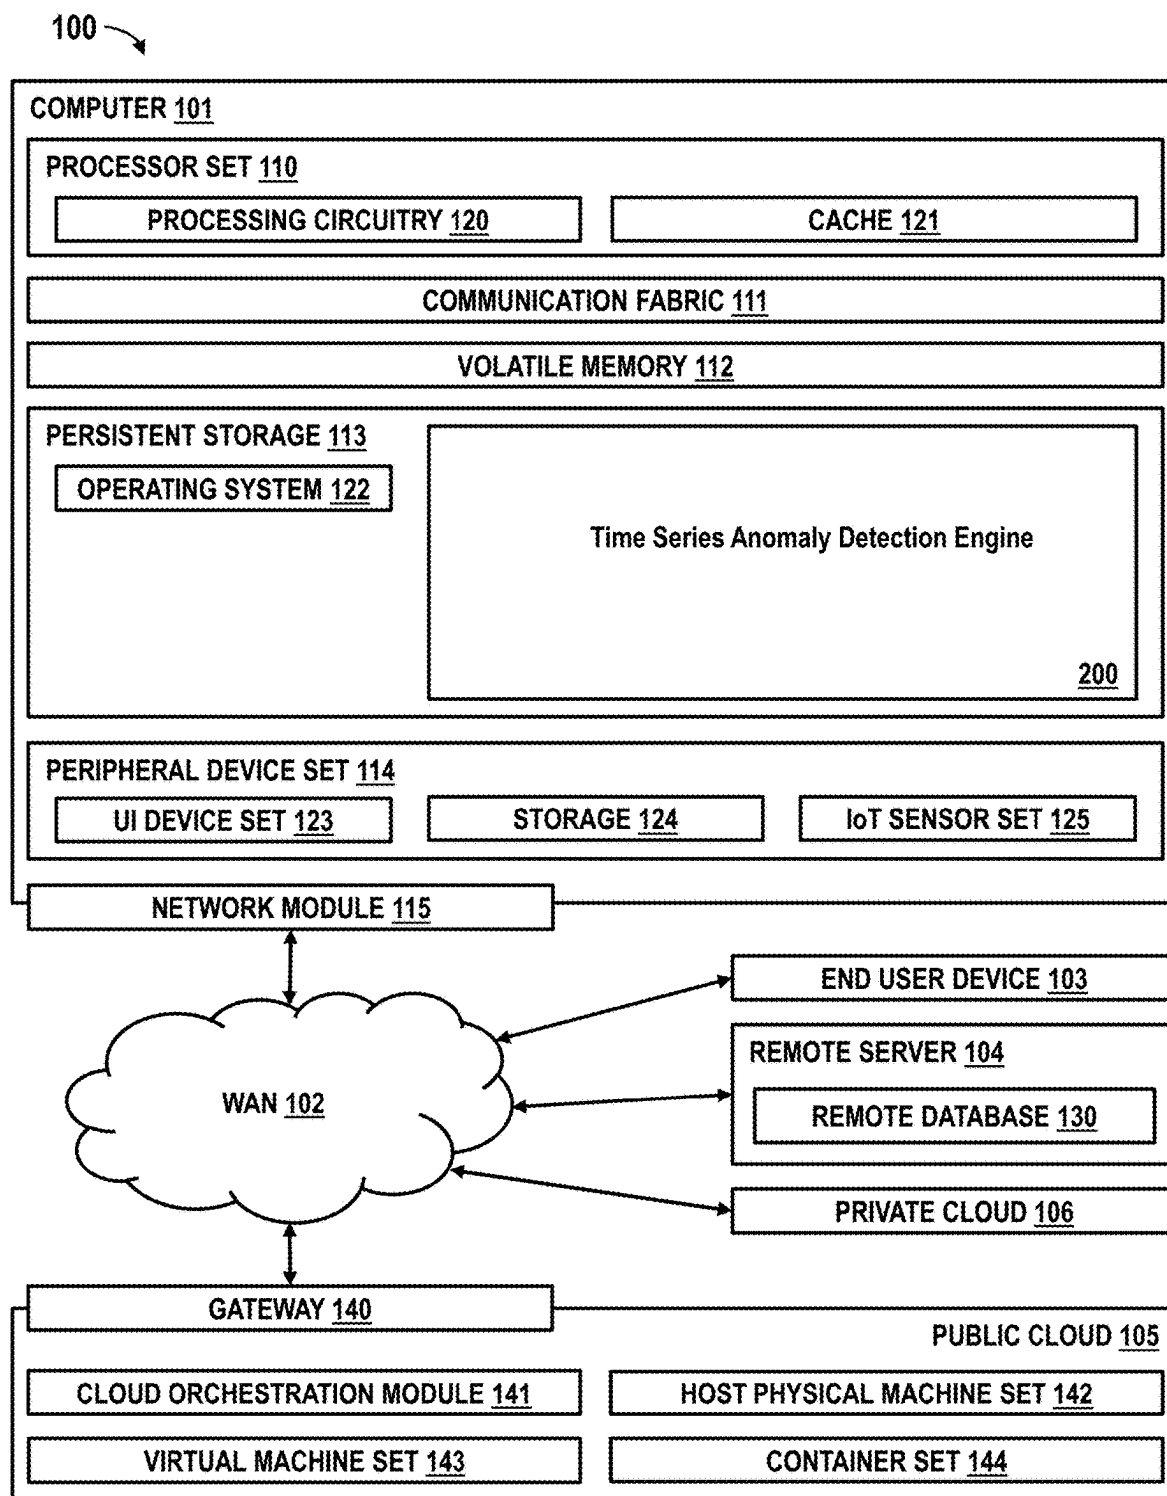 100
COMPUTER 101
PROCESSOR SET 110
PROCESSING CIRCUITRY 120
CACHE 121
COMMUNICATION FABRIC 111
VOLATILE MEMORY 112
PERSISTENT STORAGE 113
OPERATING SYSTEM 122
Time Series Anomaly Detection Engine
200
PERIPHERAL DEVICE SET 114
UI DEVICE SET 123
STORAGE 124
IoT SENSOR SET 125
NETWORK MODULE 115
END USER DEVICE 103
REMOTE SERVER 104
WAN 102
REMOTE DATABASE 130
PRIVATE CLOUD 106
GATEWAY 140
PUBLIC CLOUD 105
CLOUD ORCHESTRATION MODULE 141
HOST PHYSICAL MACHINE SET 142
VIRTUAL MACHINE SET 143
CONTAINER SET 144